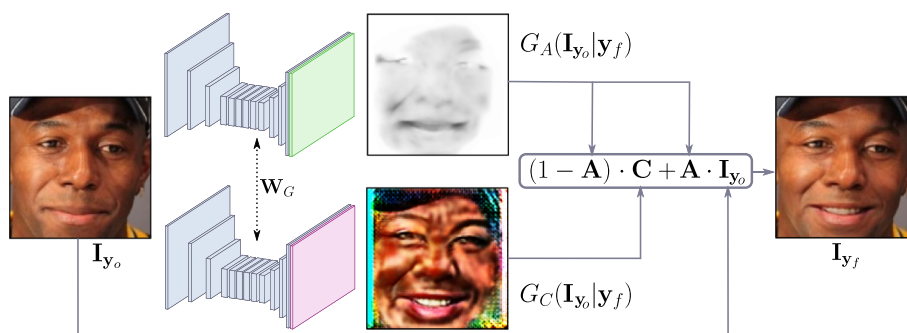 G_A(I_{y_o}|y_f)
(1 − A) · C + A · I_{y_o}
W_G
I_{y_o}
I_{y_f}
G_C(I_{y_o}|y_f)